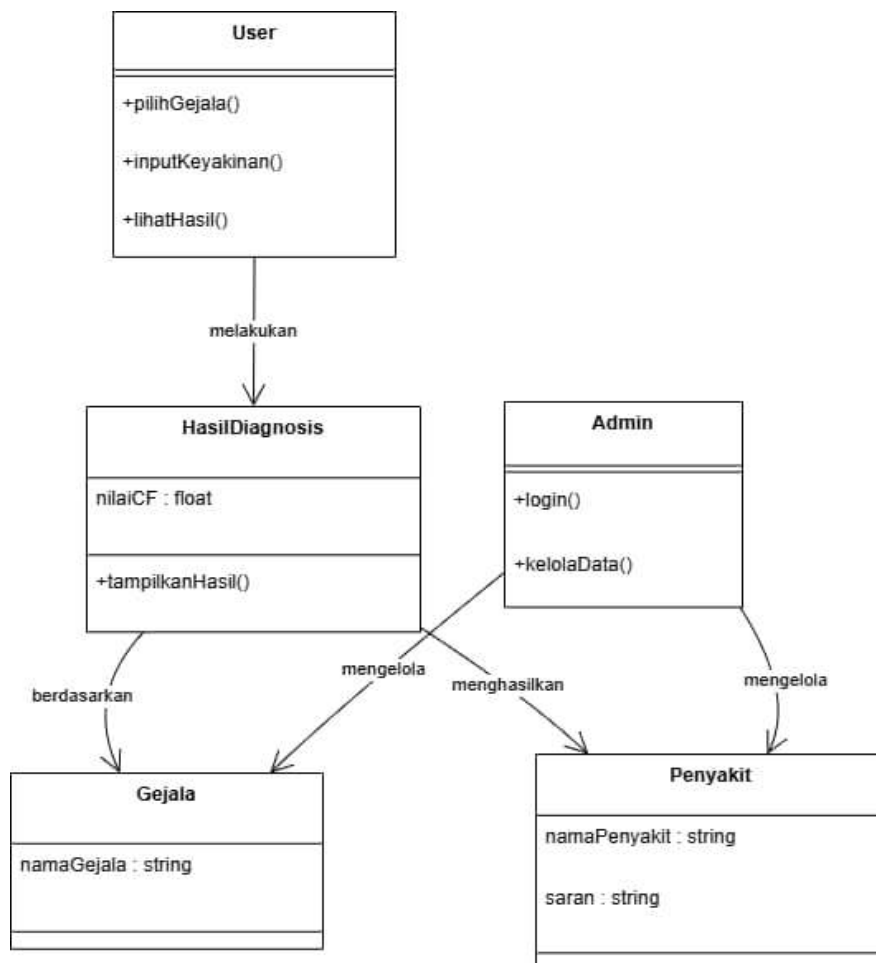 User
+pilihGejala()
+inputKeyakinan()
+lihatHasil()
melakukan
HasilDiagnosis
nilaiCF : float
+tampilkanHasil()
Admin
+login()
+kelolaData()
berdasarkan
mengelola
menghasilkan
mengelola
Gejala
namaGejala : string
Penyakit
namaPenyakit : string
saran : string